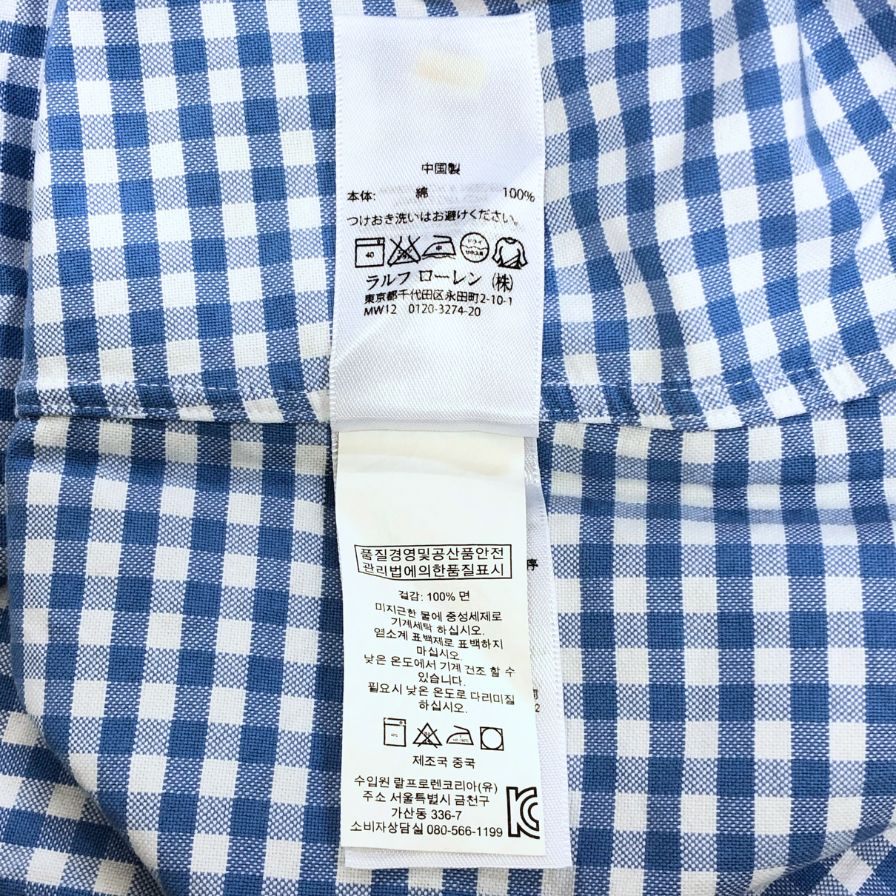 中国製
本体: 綿 100%
つけおき洗いはお避けください。
40 中 ドライ
ラルフ ローレン (株)
東京都千代田区永田町2-10-1
MW12 0120-3274-20
품질경영및공산품안전
관리법에의한품질표시
序
겉감: 100% 면
미지근한 물에 중성세제로
기계세탁 하십시오.
염소계 표백제로 표백하지
마십시오.
낮은 온도에서 기계 건조 할 수
있습니다.
필요시 낮은 온도로 다리미질
하십시오
2
제조국 중국
수입원 랄프로렌코리아(유)
주소 서울특별시 금천구
가산동 336-7
소비자상담실 080-566-1199